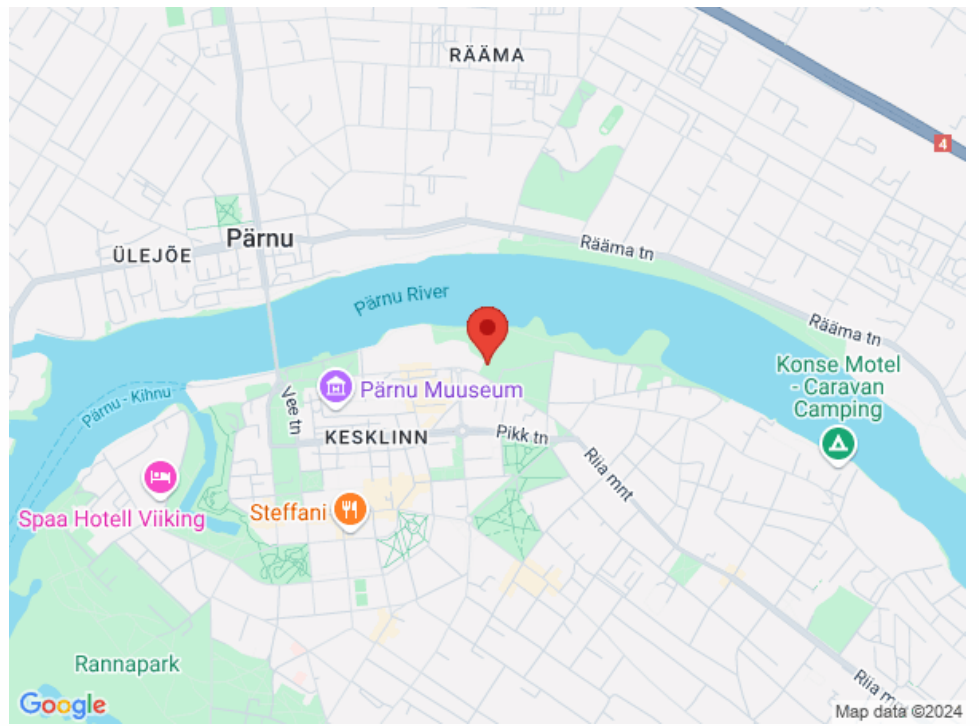 RÄÄMA
4
Pärnu
ÜLEJÕE
Rääma tn
Pärnu River
Rääma tn
Konse Motel
- Caravan
Camping
Pärnu - Kihnu
Vee tn
Pärnu Muuseum
KESKLINN
Pikk tn
Riia mnt
Spaa Hotell Viiking
Steffani
Rannapark
Riia
Google
Map data ©2024